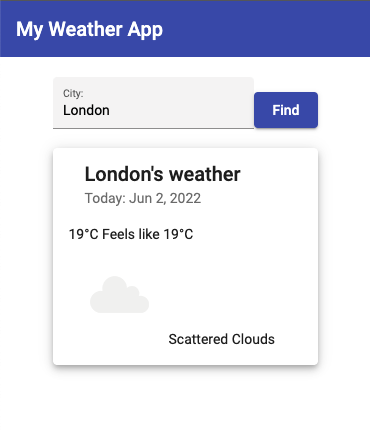 My Weather App
City:
London
Find
London's weather
Today: Jun 2, 2022
19°C Feels like 19°C
Scattered Clouds